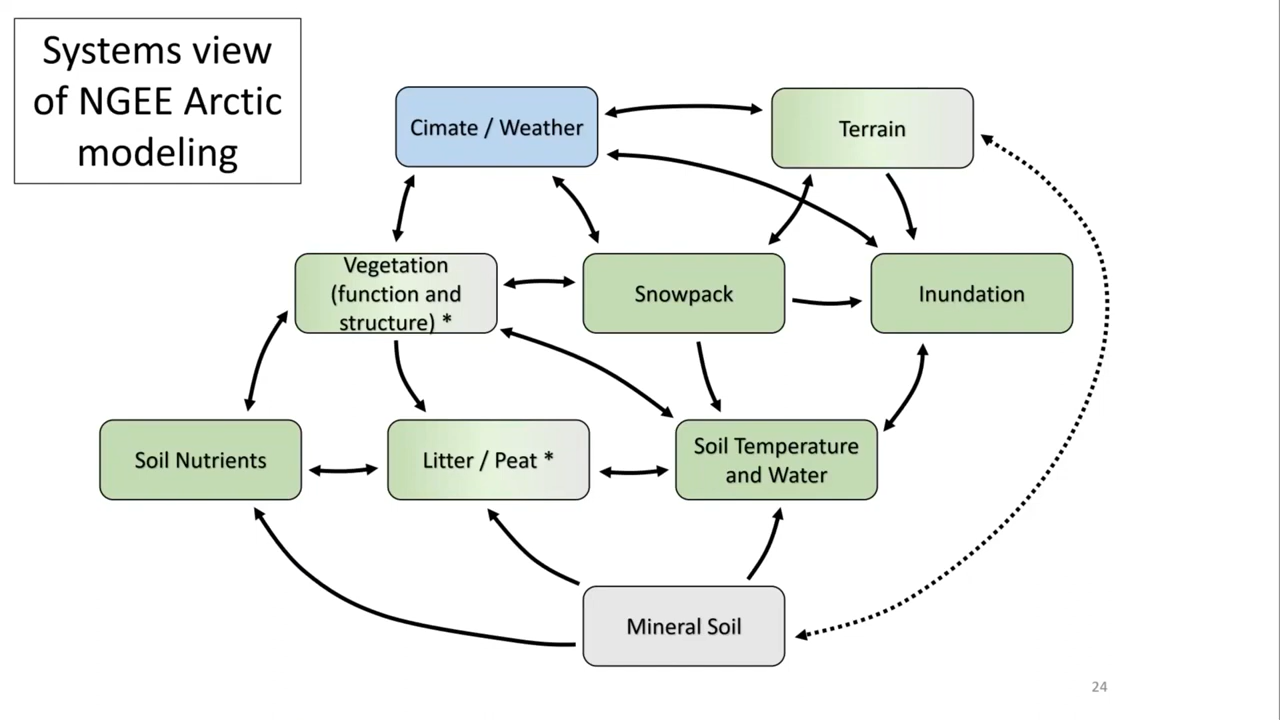 Systems view
of NGEE Arctic
modeling
Cimate / Weather
Terrain
Vegetation
(function and
structure) *
Snowpack
Inundation
Soil Nutrients
Litter / Peat *
Soil Temperature
and Water
Mineral Soil
24